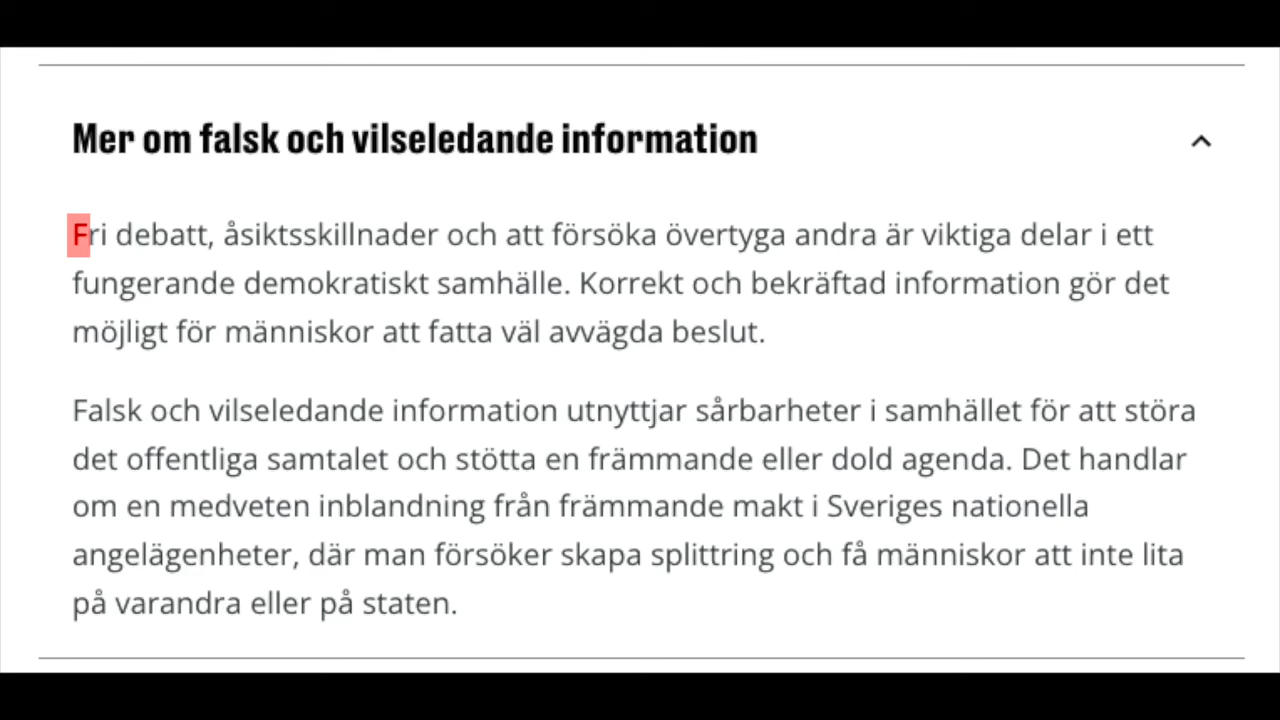 Mer om falsk och vilseledande information
Fri debatt, åsiktsskillnader och att försöka övertyga andra är viktiga delar i ett
fungerande demokratiskt samhälle. Korrekt och bekräftad information gör det
möjligt för människor att fatta väl avvägda beslut.
Falsk och vilseledande information utnyttjar sårbarheter i samhället för att störa
det offentliga samtalet och stötta en främmande eller dold agenda. Det handlar
om en medveten inblandning från främmande makt i Sveriges nationella
angelägenheter, där man försöker skapa splittring och få människor att inte lita
på varandra eller på staten.